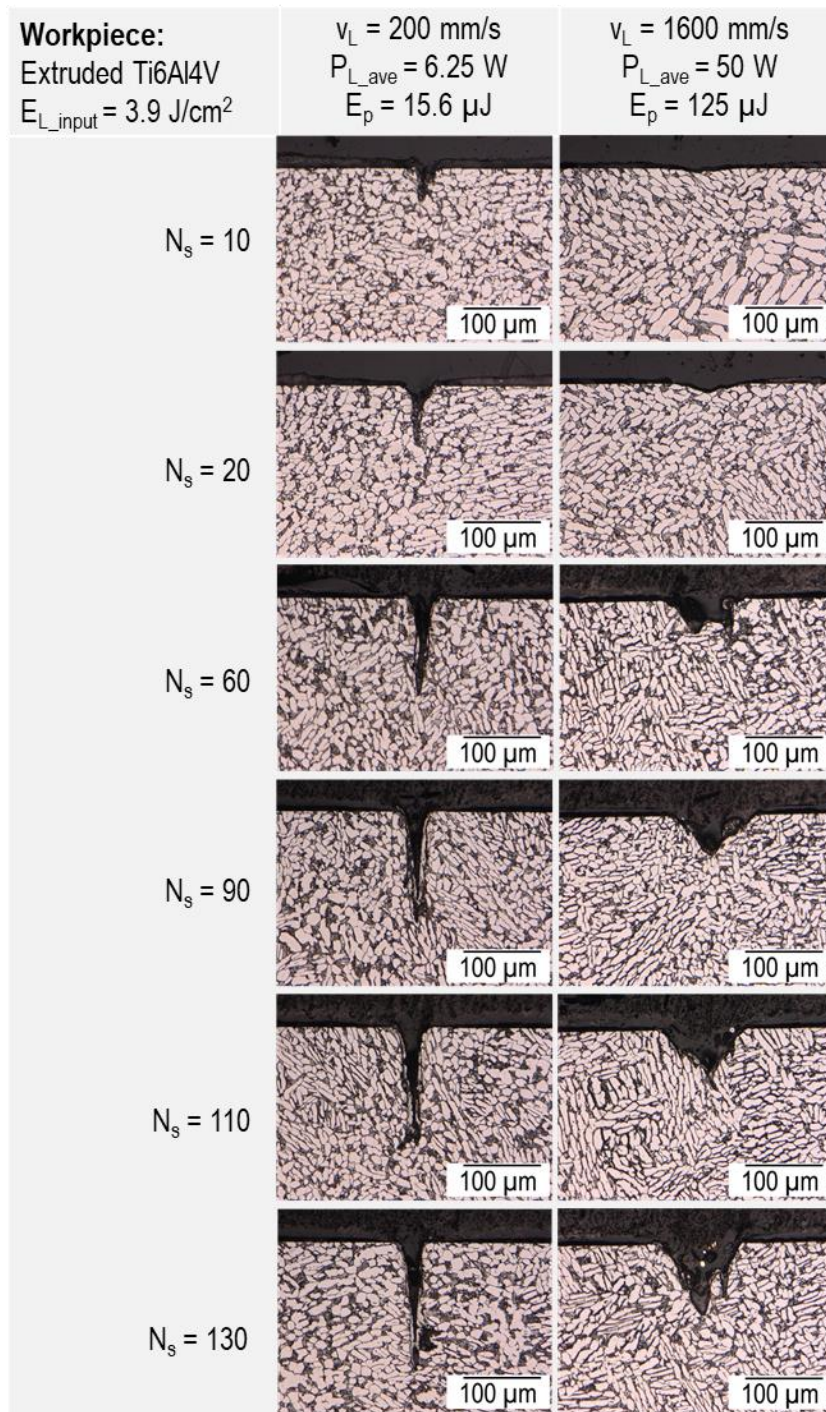 Workpiece:
Extruded Ti6Al4V
E_L_input = 3.9 J/cm²
v_L = 200 mm/s
P_L_ave = 6.25 W
E_p = 15.6 µJ
v_L = 1600 mm/s
P_L_ave = 50 W
E_p = 125 µJ
N_s = 10
100 µm
100 µm
N_s = 20
100 µm
100 µm
N_s = 60
100 µm
100 µm
N_s = 90
100 µm
100 µm
N_s = 110
100 µm
100 µm
N_s = 130
100 µm
100 µm